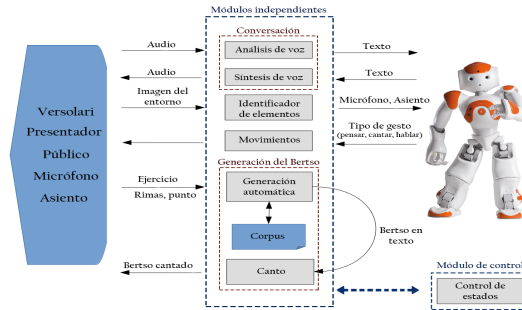 Módulos independientes
Conversación
Audio
Análisis de voz
Texto
Audio
Síntesis de voz
Texto
Imagen del
entorno
Identificador
de elementos
Micrófono, Asiento
Versolari
Presentador
Público
Micrófono
Asiento
Movimientos
Tipo de gesto
(pensar, cantar, hablar)
Generación del Bertso
Ejercicio
Rimas, punto
Generación
automática
Corpus
Bertso en
texto
Bertso cantado
Canto
Módulo de control
Control de
estados